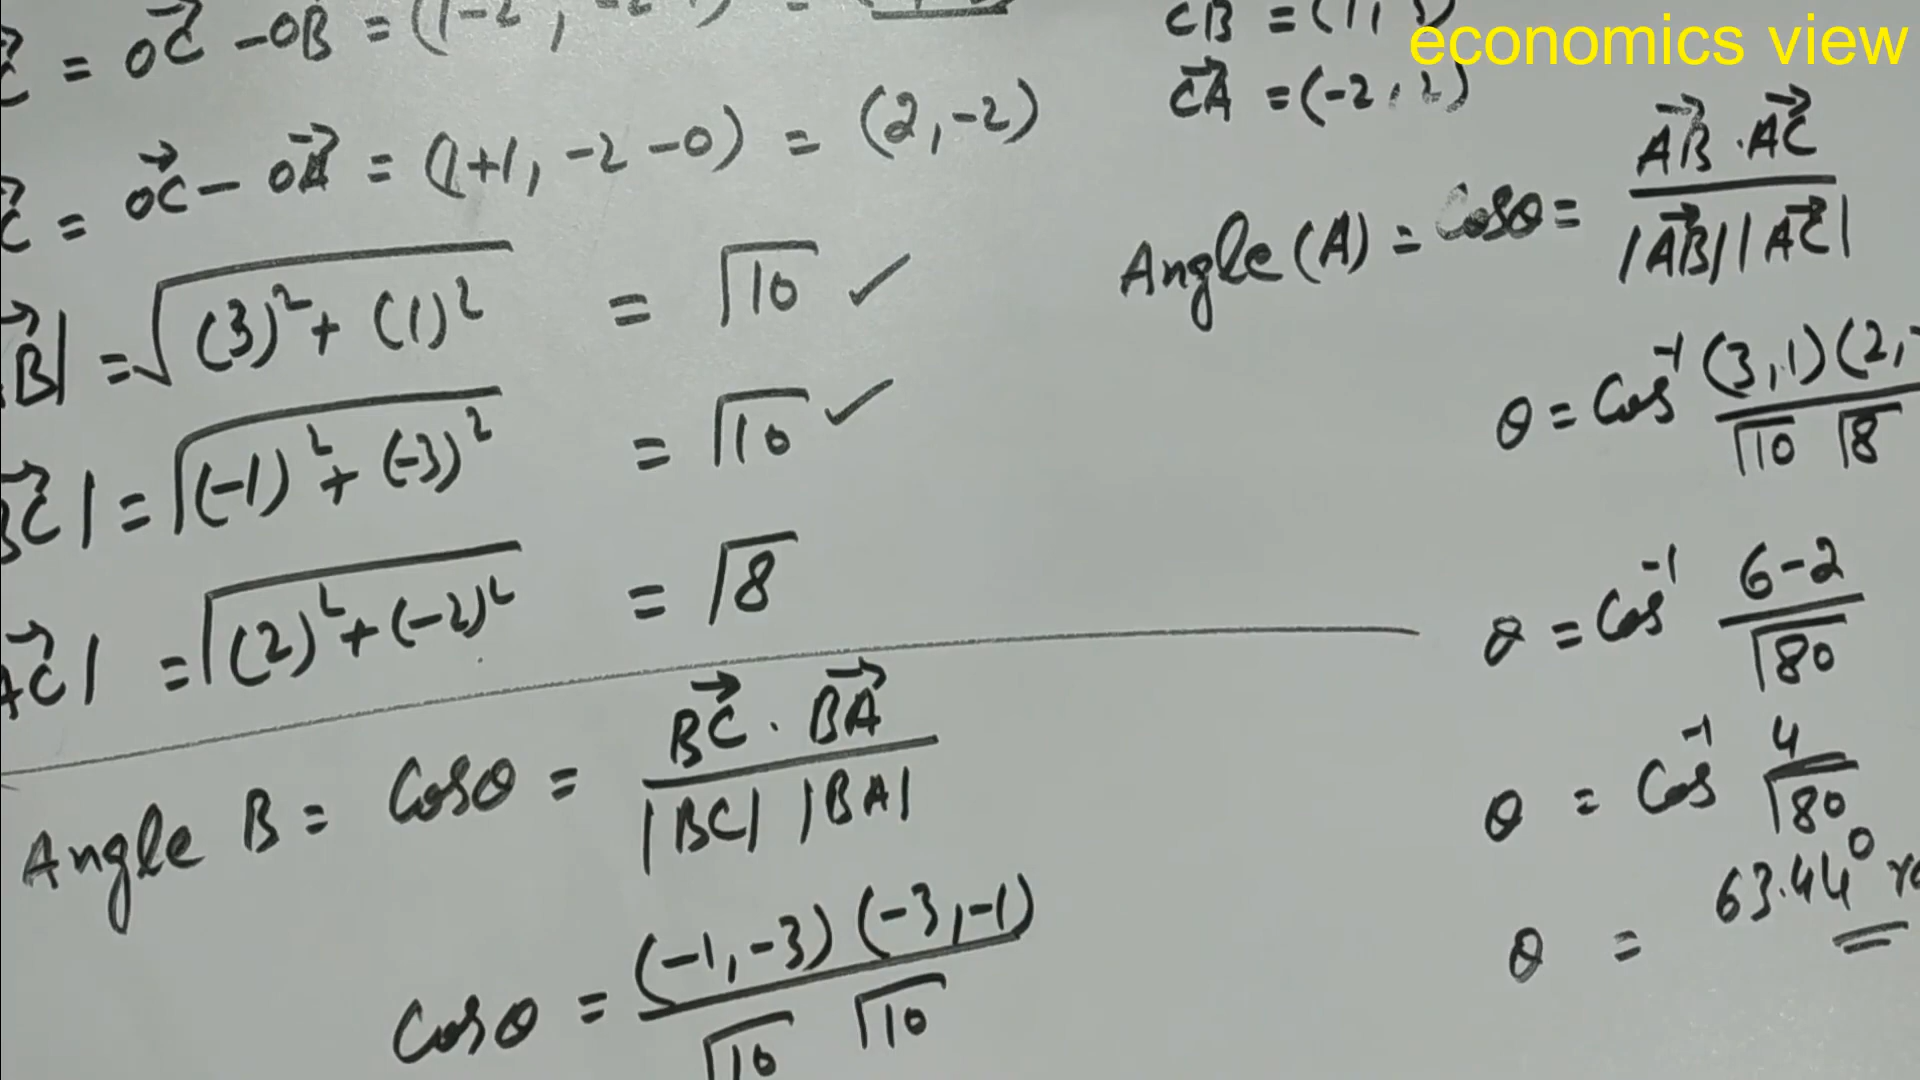 = OC⃗ - OB⃗ = (1-2,
= OC⃗ - OA⃗ = (1+1, -2-0) = (2, -2)
B⃗| = √(3)² + (1)² = √10 ✓
BC⃗| = √(-1)² + (-3)² = √10 ✓
AC⃗| = √(2)² + (-2)² = √8
Angle B = Cosθ = BC⃗ . BA⃗ / |BC| |BA|
Cosθ = (-1, -3) (-3, -1) / √10 √10
economics view
CB = (1,
CA⃗ = (-2, 2)
Angle (A) = Cosθ = AB⃗ . AC⃗ / |AB⃗| |AC⃗|
θ = Cos⁻¹ (3, 1) (2, - / √10 √8
θ = Cos⁻¹ 6-2 / √80
θ = Cos⁻¹ 4 / √80
θ = 63.44°